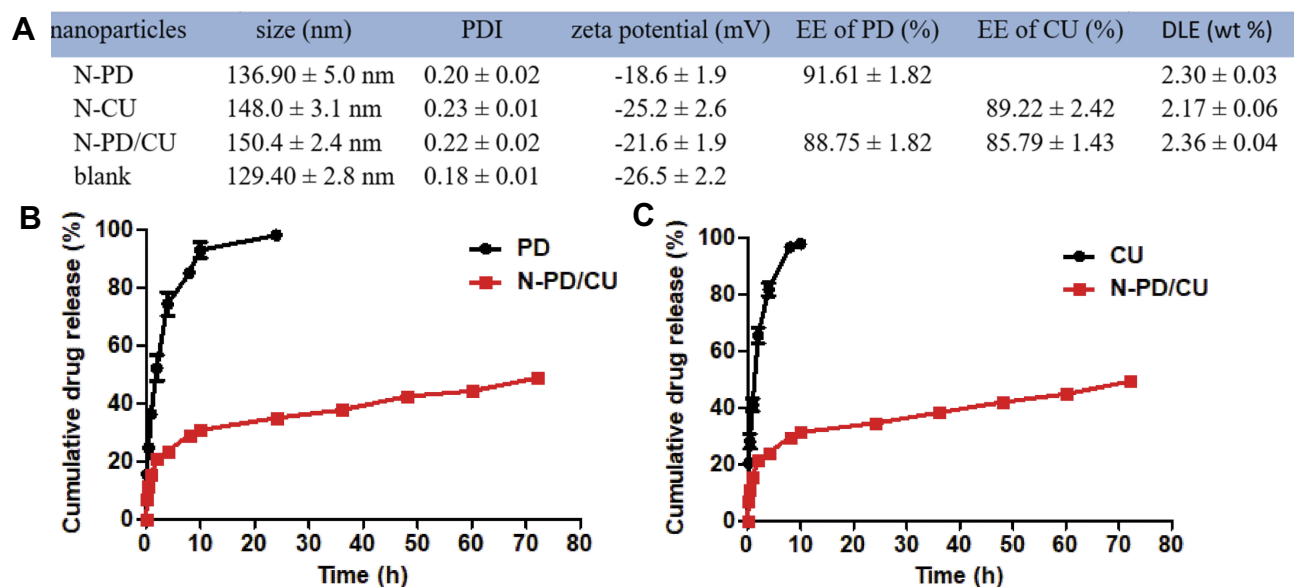 A
nanoparticles size (nm) PDI zeta potential (mV) EE of PD (%) EE of CU (%) DLE (wt %)
N-PD 136.90 ± 5.0 nm 0.20 ± 0.02 -18.6 ± 1.9 91.61 ± 1.82 2.30 ± 0.03
N-CU 148.0 ± 3.1 nm 0.23 ± 0.01 -25.2 ± 2.6 89.22 ± 2.42 2.17 ± 0.06
N-PD/CU 150.4 ± 2.4 nm 0.22 ± 0.02 -21.6 ± 1.9 88.75 ± 1.82 85.79 ± 1.43 2.36 ± 0.04
blank 129.40 ± 2.8 nm 0.18 ± 0.01 -26.5 ± 2.2
B
Cumulative drug release (%)
100
80
60
40
20
0
0 10 20 30 40 50 60 70 80
Time (h)
PD
N-PD/CU
C
Cumulative drug release (%)
100
80
60
40
20
0
0 10 20 30 40 50 60 70 80
Time (h)
CU
N-PD/CU